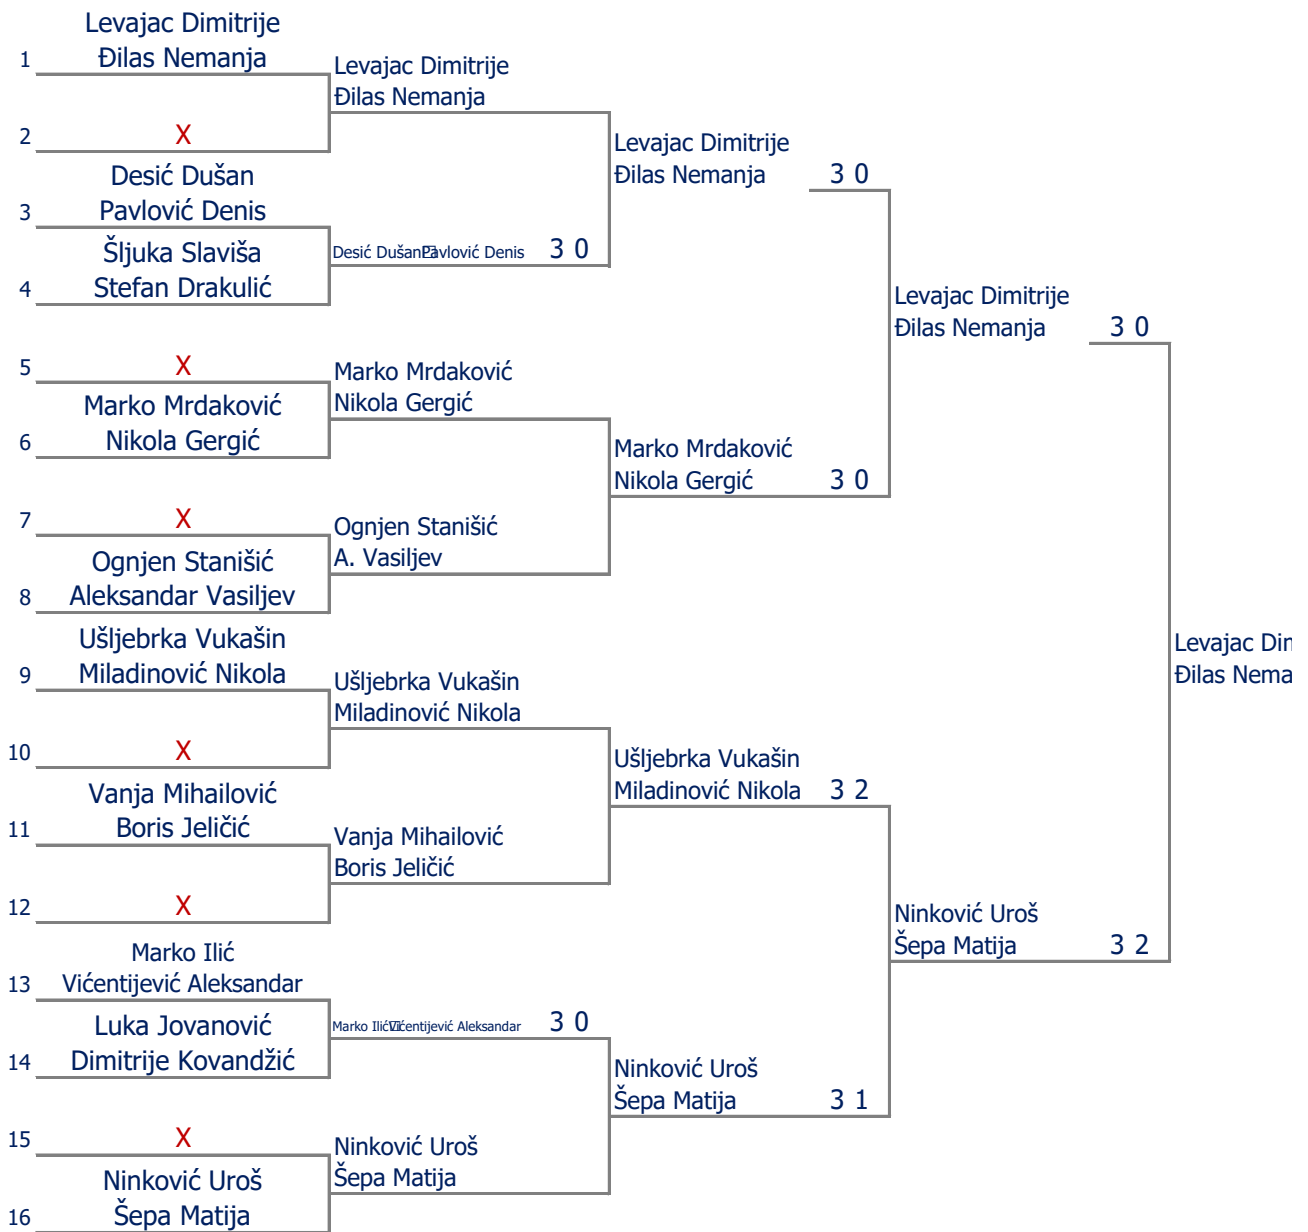 Levajac Dimitrije
1 Đilas Nemanja
2 X
Desić Dušan
3 Pavlović Denis
Šljuka Slaviša
4 Stefan Drakulić
5 X
Marko Mrdaković
6 Nikola Gergić
7 X
Ognjen Stanišić
8 Aleksandar Vasiljev
Ušljebrka Vukašin
9 Miladinović Nikola
10 X
Vanja Mihailović
11 Boris Jeličić
12 X
Marko Ilić
13 Vićentijević Aleksandar
Luka Jovanović
14 Dimitrije Kovandžić
15 X
Ninković Uroš
16 Šepa Matija
Levajac Dimitrije
Đilas Nemanja
Desić Dušan Pavlović Denis 3 0
Marko Mrdaković
Nikola Gergić
Ognjen Stanišić
A. Vasiljev
Ušljebrka Vukašin
Miladinović Nikola
Vanja Mihailović
Boris Jeličić
Marko Ilić Vićentijević Aleksandar 3 0
Ninković Uroš
Šepa Matija
Levajac Dimitrije
Đilas Nemanja 3 0
Marko Mrdaković
Nikola Gergić 3 0
Ušljebrka Vukašin
Miladinović Nikola 3 2
Ninković Uroš
Šepa Matija 3 1
Levajac Dimitrije
Đilas Nemanja 3 0
Ninković Uroš
Šepa Matija 3 2
Levajac
Đilas